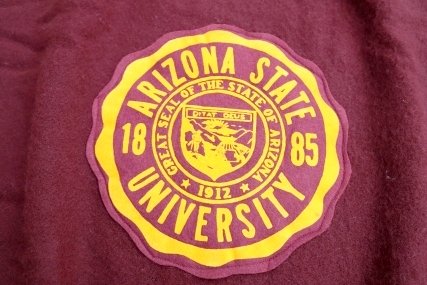 ARIZONA STATE
18 85
UNIVERSITY
GREAT SEAL OF THE STATE OF ARIZONA
★ 1912 ★
DITAT DEUS